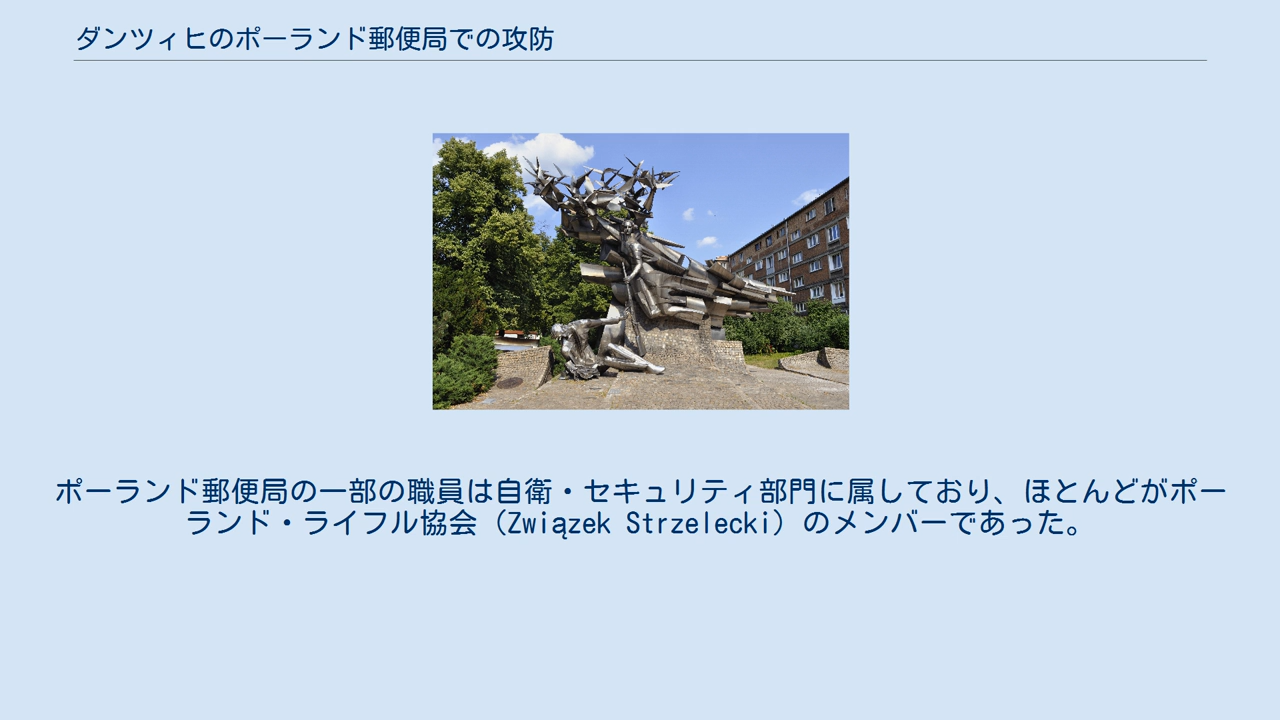 ダンツィヒのポーランド郵便局での攻防
ポーランド郵便局の一部の職員は自衛・セキュリティ部門に属しており、ほとんどがポー
ランド・ライフル協会（Związek Strzelecki）のメンバーであった。